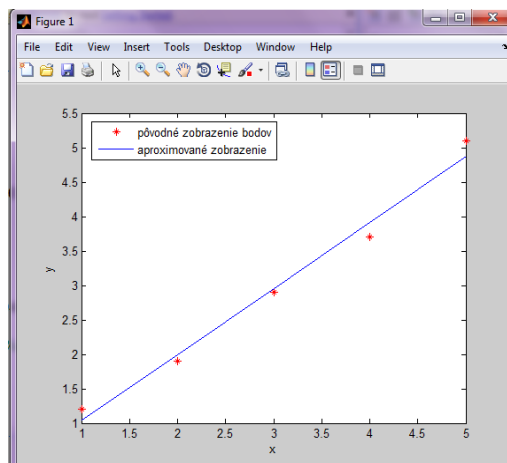 Figure 1
File Edit View Insert Tools Desktop Window Help
5.5
pôvodné zobrazenie bodov
aproximované zobrazenie
5
4.5
4
3.5
3
2.5
2
1.5
1
y
1 1.5 2 2.5 3 3.5 4 4.5 5
x